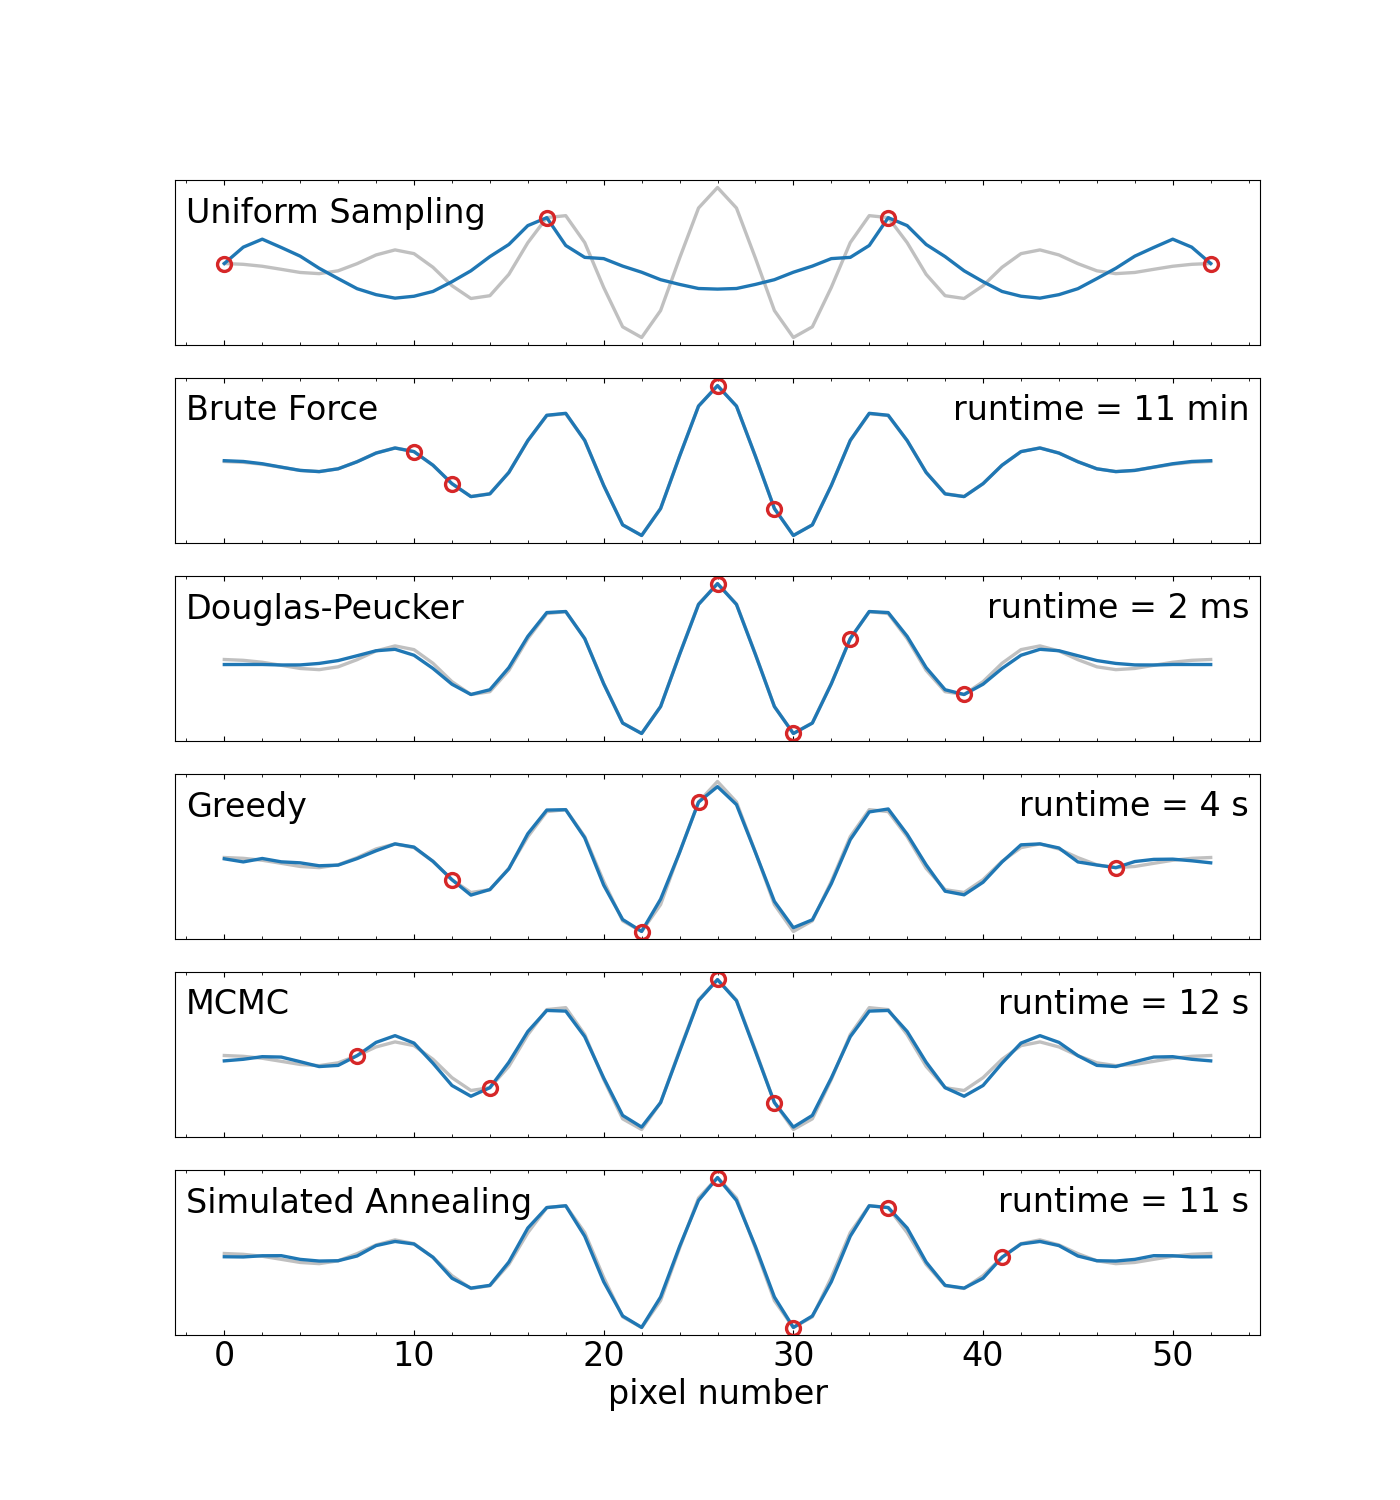 Uniform Sampling
Brute Force
runtime = 11 min
Douglas-Peucker
runtime = 2 ms
Greedy
runtime = 4 s
MCMC
runtime = 12 s
Simulated Annealing
runtime = 11 s
0 10 20 30 40 50
pixel number